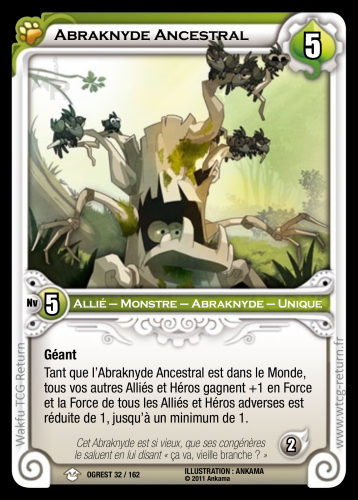 Abraknyde Ancestral
5
Nv 5 Allié – Monstre – Abraknyde – Unique
Géant
Tant que l'Abraknyde Ancestral est dans le Monde,
tous vos autres Alliés et Héros gagnent +1 en Force
et la Force de tous les Alliés et Héros adverses est
réduite de 1, jusqu'à un minimum de 1.
Cet Abraknyde est si vieux, que ses congénères
le saluent en lui disant « ça va, vieille branche ? »
2
OGREST 32 / 162
ILLUSTRATION : ANKAMA
© 2011 Ankama
Wakfu TCG Return
www.wtcg-return.fr